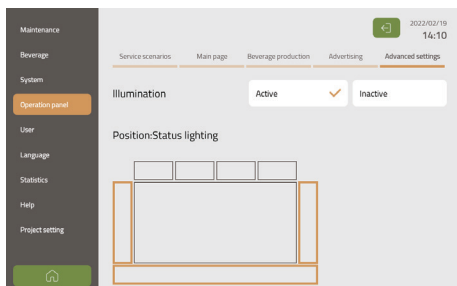 Maintenance
Beverage
System
Operation panel
User
Language
Statistics
Help
Project setting
2022/02/19
14:10
Service scenarios Main page Beverage production Advertising Advanced settings
Illumination Active Inactive
Position:Status lighting